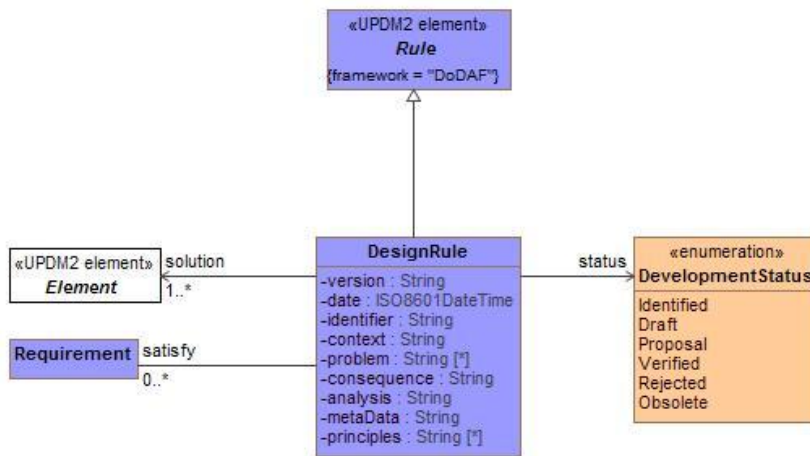 «UPDM2 element»
Rule
{framework = "DoDAF"}
«UPDM2 element»
Element
solution
1..*
Requirement
satisfy
0..*
DesignRule
-version : String
-date : ISO8601DateTime
-identifier : String
-context : String
-problem : String [*]
-consequence : String
-analysis : String
-metaData : String
-principles : String [*]
status
«enumeration»
DevelopmentStatus
Identified
Draft
Proposal
Verified
Rejected
Obsolete